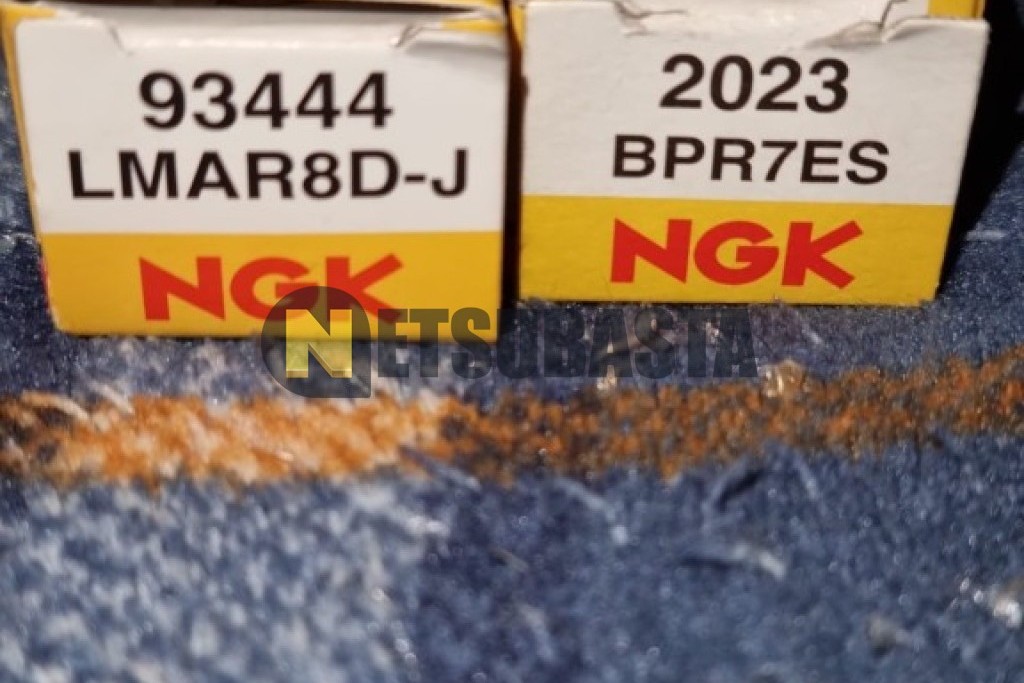 93444
LMAR8D-J
NGK
2023
BPR7ES
NGK
NETSUBASTA